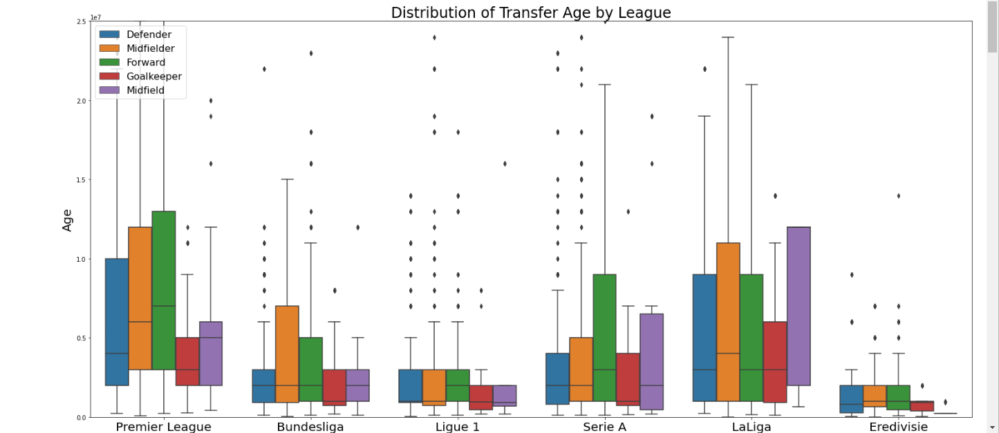 Distribution of Transfer Age by League
1e7
2.5
2.0
1.5
1.0
0.5
0.0
Age
Defender
Midfielder
Forward
Goalkeeper
Midfield
Premier League
Bundesliga
Ligue 1
Serie A
LaLiga
Eredivisie